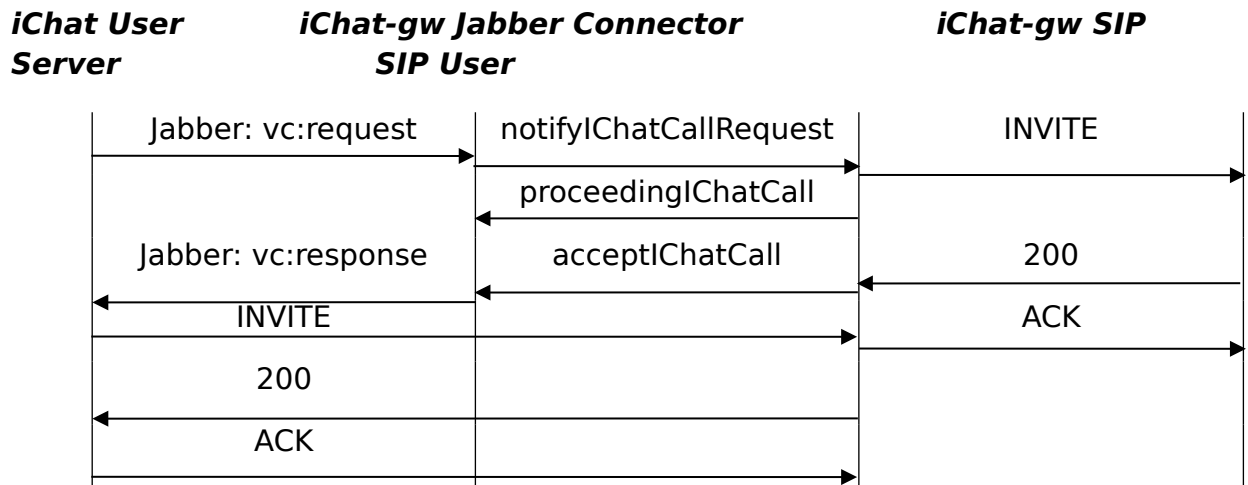 iChat User iChat-gw Jabber Connector iChat-gw SIP
Server SIP User
Jabber: vc:request notifyIChatCallRequest INVITE
proceedingIChatCall
Jabber: vc:response acceptIChatCall 200
INVITE ACK
200
ACK